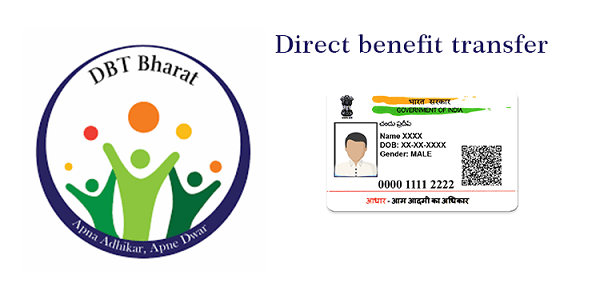 DBT Bharat
Apna Adhikar, Apne Dwar
Direct benefit transfer
भारत सरकार
GOVERNMENT OF INDIA
చందు ప్రదీప్
Name XXXX
DOB: XX-XX-XXXX
Gender: MALE
0000 1111 2222
आधार - आम आदमी का अधिकार